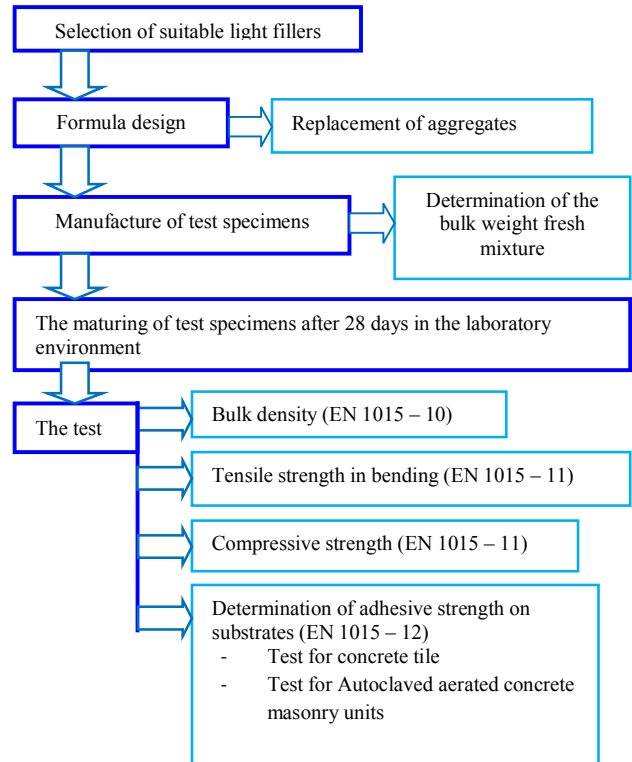 Selection of suitable light fillers
Formula design
Replacement of aggregates
Manufacture of test specimens
Determination of the
bulk weight fresh
mixture
The maturing of test specimens after 28 days in the laboratory
environment
The test
Bulk density (EN 1015 – 10)
Tensile strength in bending (EN 1015 – 11)
Compressive strength (EN 1015 – 11)
Determination of adhesive strength on
substrates (EN 1015 – 12)
- Test for concrete tile
- Test for Autoclaved aerated concrete
masonry units